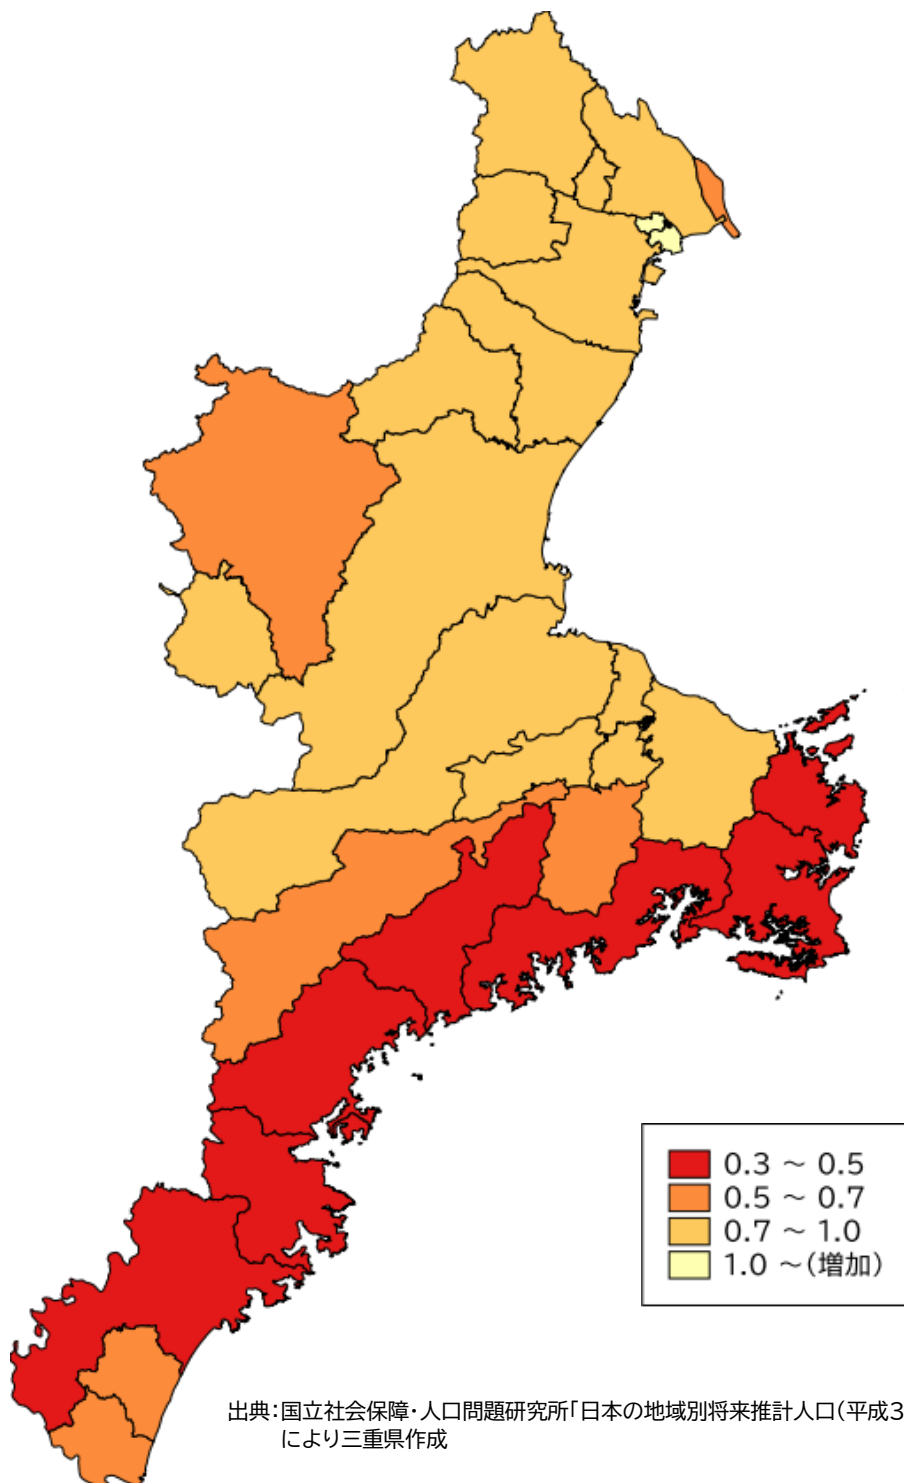 0.3 ～ 0.5
0.5 ～ 0.7
0.7 ～ 1.0
1.0 ～(増加)
出典：国立社会保障・人口問題研究所「日本の地域別将来推計人口(平成3
により三重県作成